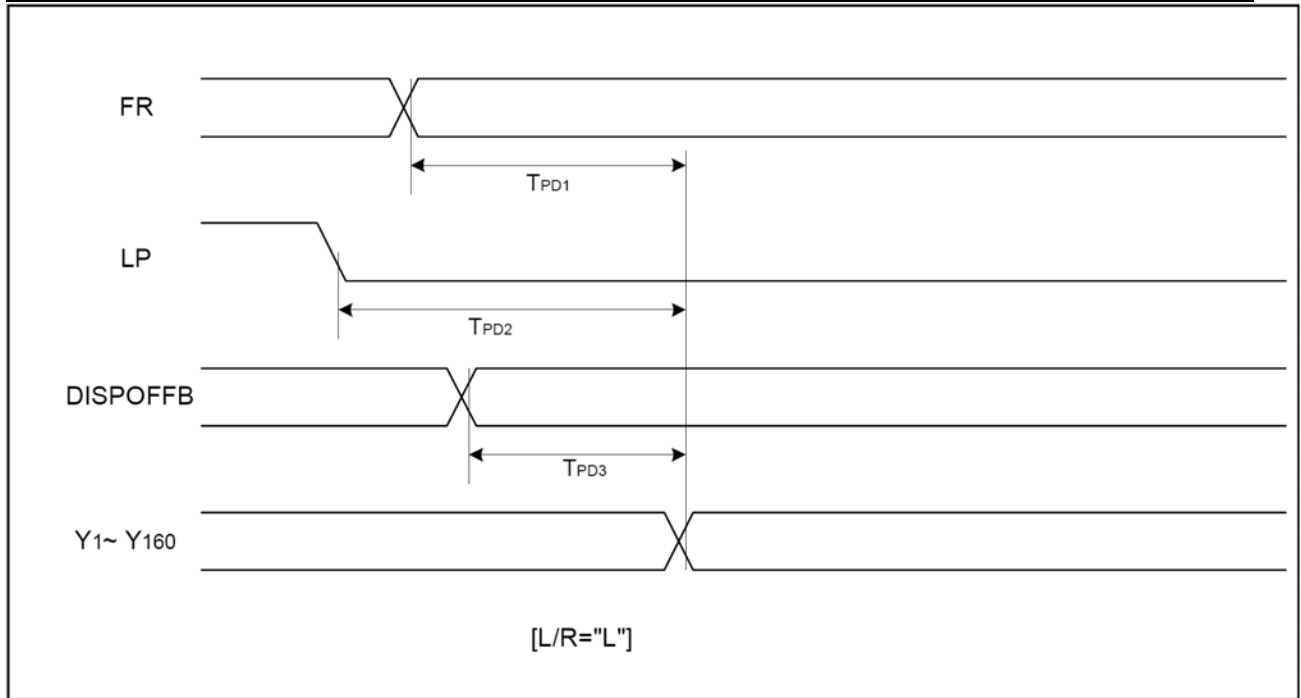 FR
TPD1
LP
TPD2
DISPOFFB
TPD3
Y1~ Y160
[L/R="L"]